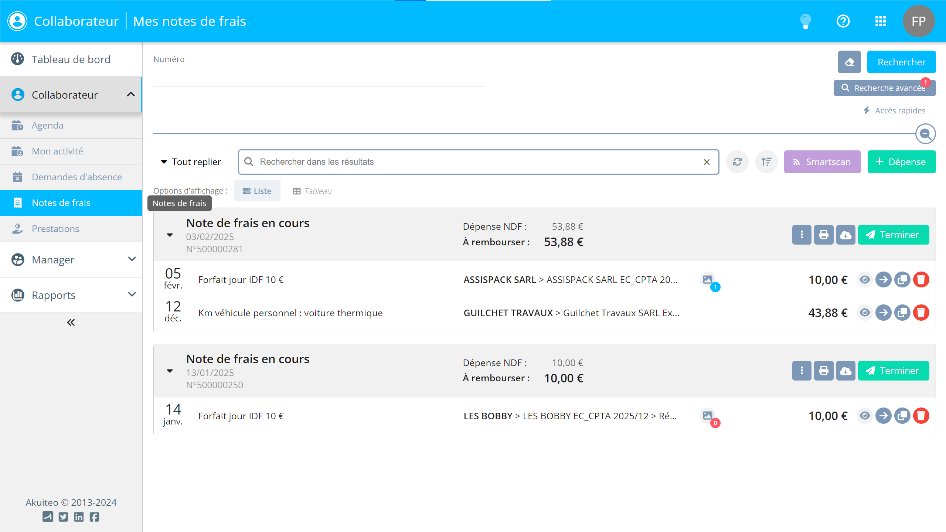 Collaborateur | Mes notes de frais
FP
Tableau de bord
Collaborateur
Agenda
Mon activité
Demandes d'absence
Notes de frais
Notes de frais
Prestations
Manager
Rapports
Akuiteo © 2013-2024
Numéro
Rechercher
Recherche avancée
1
Accès rapides
Tout replier
Rechercher dans les résultats
Smartscan
Dépense
Options d'affichage :
Liste
Tableau
Note de frais en cours
03/02/2025
N°500000281
Dépense NDF : 53,88 €
À rembourser : 53,88 €
Terminer
05 févr.
Forfait jour IDF 10 €
ASSISPACK SARL > ASSISPACK SARL EC_CPTA 20...
1
10,00 €
12 déc.
Km véhicule personnel : voiture thermique
GUILCHET TRAVAUX > Guilchet Travaux SARL Ex...
43,88 €
Note de frais en cours
13/01/2025
N°500000250
Dépense NDF : 10,00 €
À rembourser : 10,00 €
Terminer
14 janv.
Forfait jour IDF 10 €
LES BOBBY > LES BOBBY EC_CPTA 2025/12 > Ré...
0
10,00 €